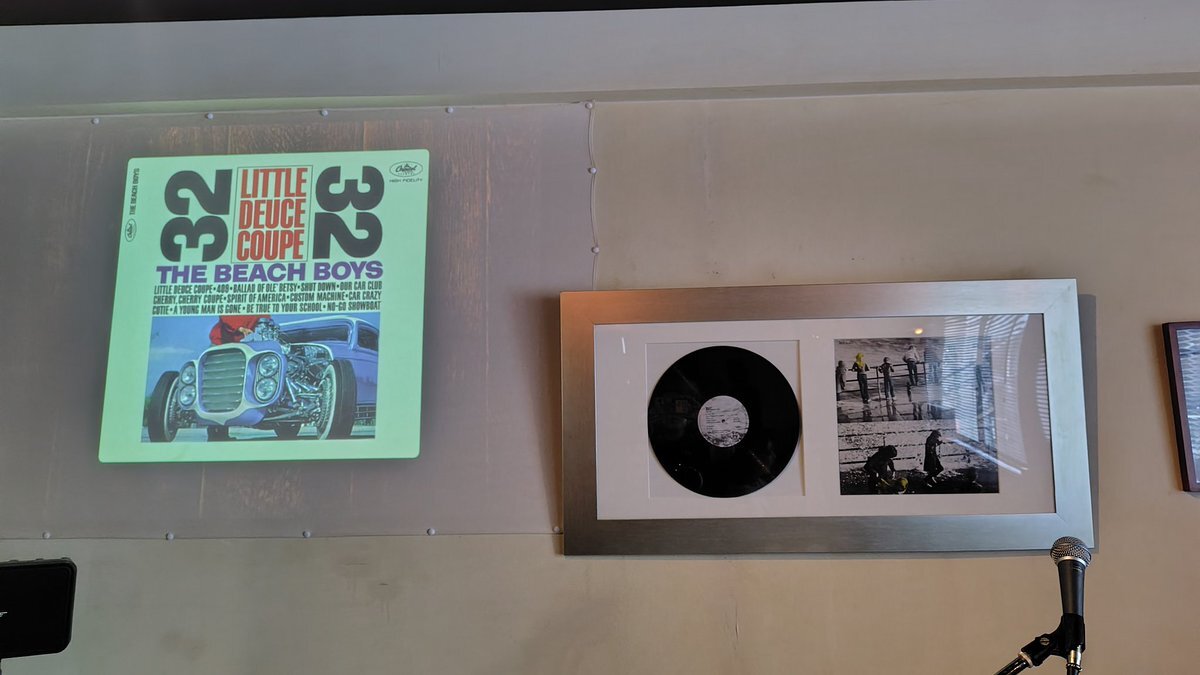 THE BEACH BOYS
32
LITTLE
DEUCE
COUPE
32
Capitol
HIGH FIDELITY
THE BEACH BOYS
LITTLE DEUCE COUPE•409•BALLAD OF OLE' BETSY•SHUT DOWN•OUR CAR CLUB
CHERRY, CHERRY COUPE•SPIRIT OF AMERICA•CUSTOM MACHINE•CAR CRAZY
CUTIE•A YOUNG MAN IS GONE•BE TRUE TO YOUR SCHOOL•NO-GO SHOWBOAT